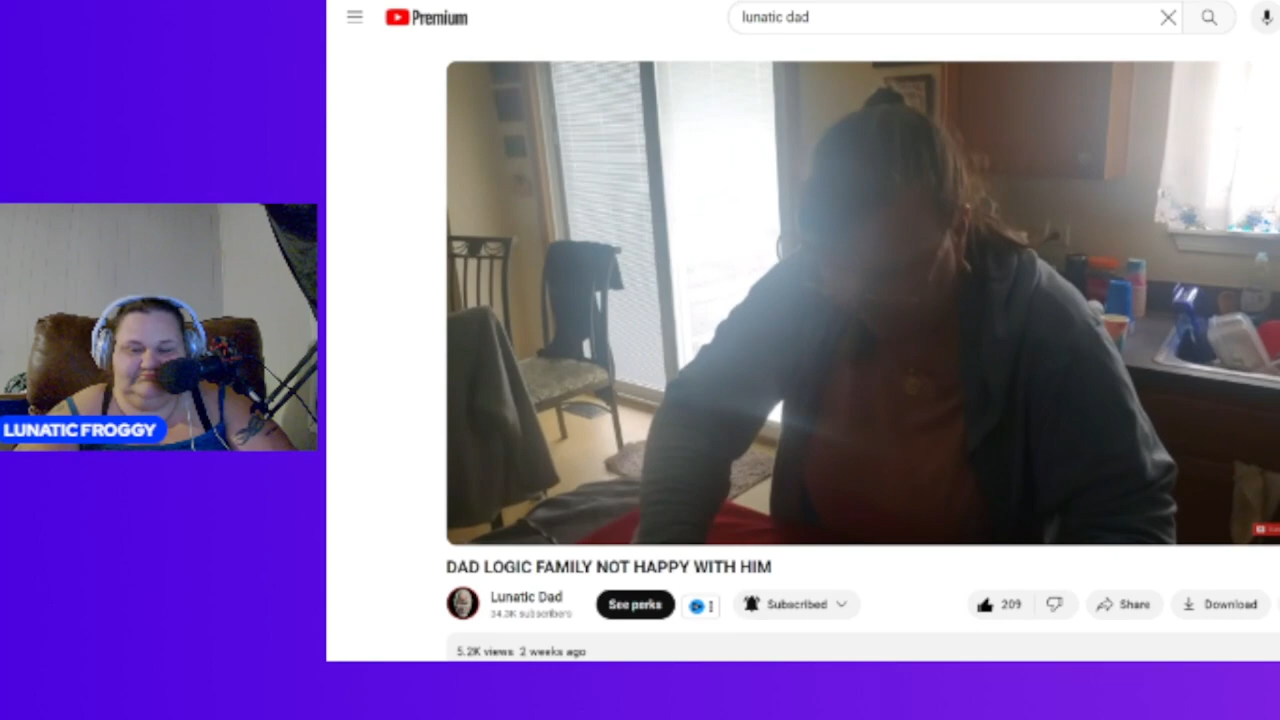 Premium
lunatic dad
LUNATIC FROGGY
DAD LOGIC FAMILY NOT HAPPY WITH HIM
Lunatic Dad
34.3K subscribers
See perks
Subscribed
209
Share
Download
5.2K views 2 weeks ago